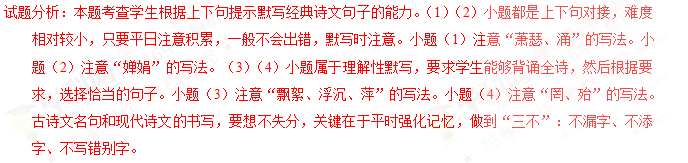 试题分析：本题考查学生根据上下句提示默写经典诗文句子的能力。（1）（2）小题都是上下句对接，难度
相对较小，只要平日注意积累，一般不会出错，默写时注意。小题（1）注意“萧瑟、涌”的写法。小
题（2）注意“婵娟”的写法。（3）（4）小题属于理解性默写，要求学生能够背诵全诗，然后根据要
求，选择恰当的句子。小题（3）注意“飘絮、浮沉、萍”的写法。小题（4）注意“罔、殆”的写法。
古诗文名句和现代诗文的书写，要想不失分，关键在于平时强化记忆，做到“三不”：不漏字、不添
字、不写错别字。